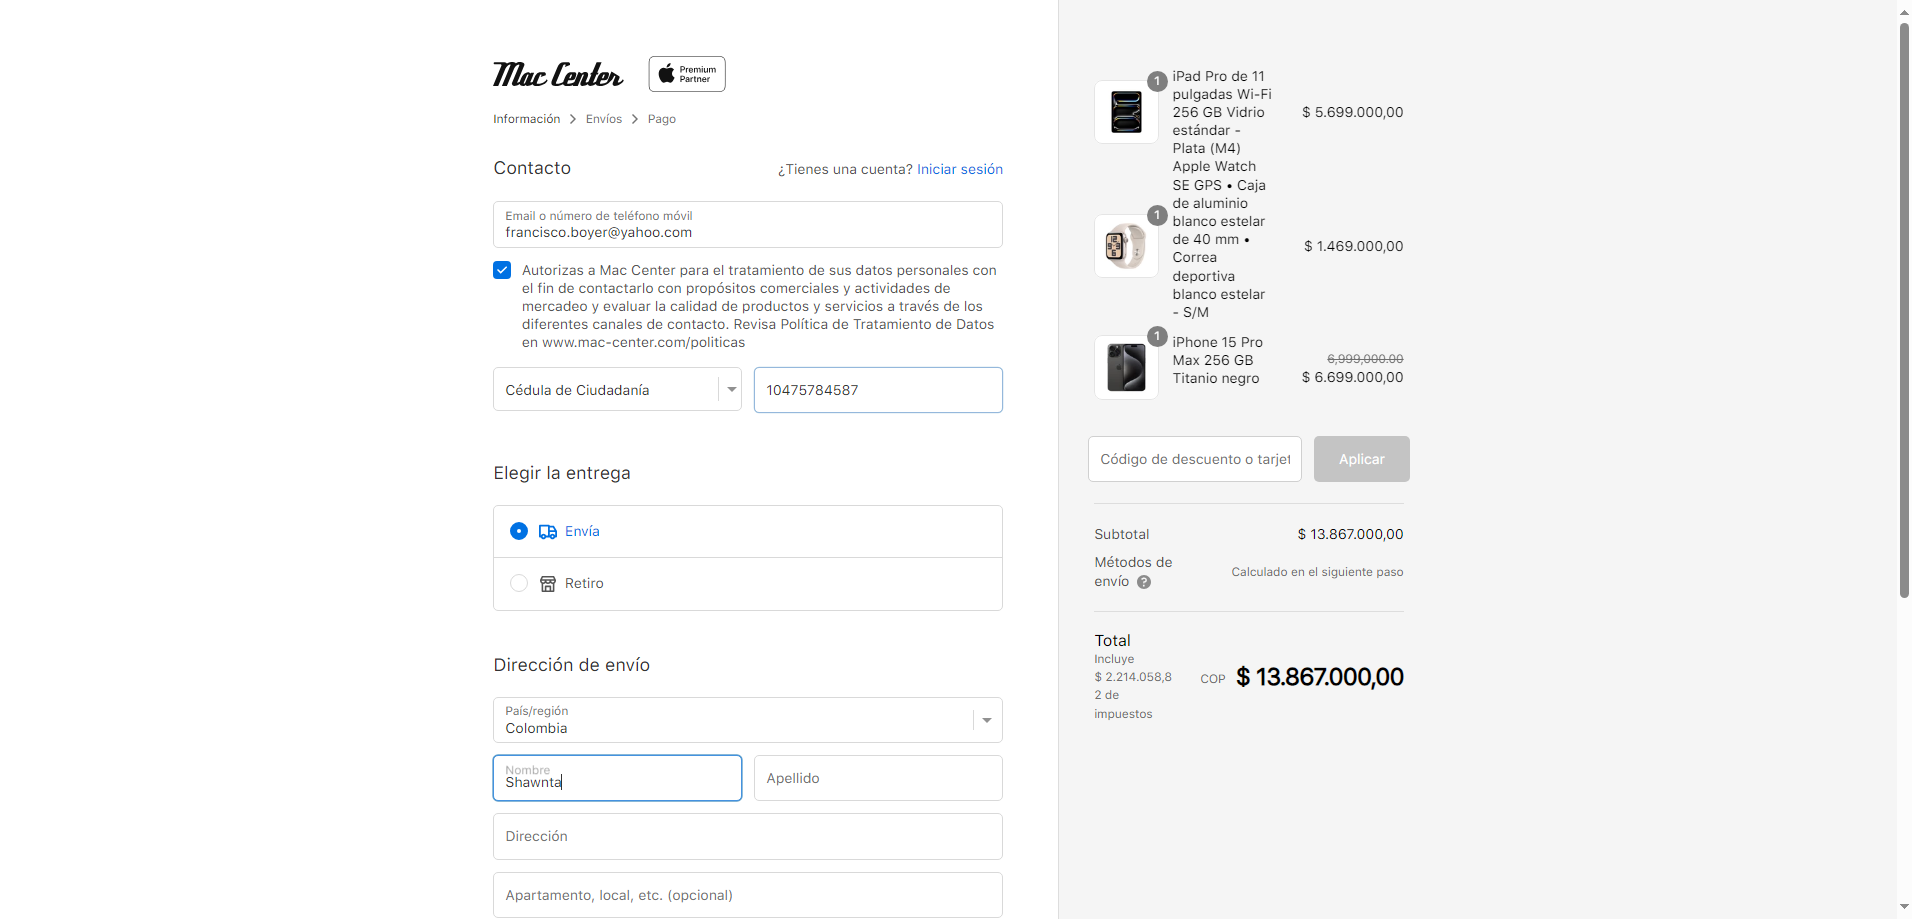 Mac Center
Premium
Partner
Información
Envíos
Pago
Contacto
¿Tienes una cuenta? Iniciar sesión
Email o número de teléfono móvil
francisco.boyer@yahoo.com
Autorizas a Mac Center para el tratamiento de sus datos personales con
el fin de contactarlo con propósitos comerciales y actividades de
mercadeo y evaluar la calidad de productos y servicios a través de los
diferentes canales de contacto. Revisa Política de Tratamiento de Datos
en www.mac-center.com/politicas
Cédula de Ciudadanía
10475784587
Elegir la entrega
Envía
Retiro
Dirección de envío
País/región
Colombia
Nombre
Shawnta
Apellido
Dirección
Apartamento, local, etc. (opcional)
1
iPad Pro de 11
pulgadas Wi-Fi
256 GB Vidrio
estándar -
Plata (M4)
$ 5.699.000,00
1
Apple Watch
SE GPS • Caja
de aluminio
blanco estelar
de 40 mm •
Correa
deportiva
blanco estelar
- S/M
$ 1.469.000,00
1
iPhone 15 Pro
Max 256 GB
Titanio negro
6,999,000.00
$ 6.699.000,00
Código de descuento o tarjet
Aplicar
Subtotal
$ 13.867.000,00
Métodos de
envío ?
Calculado en el siguiente paso
Total
Incluye
$ 2.214.058,8
2 de
impuestos
COP $ 13.867.000,00